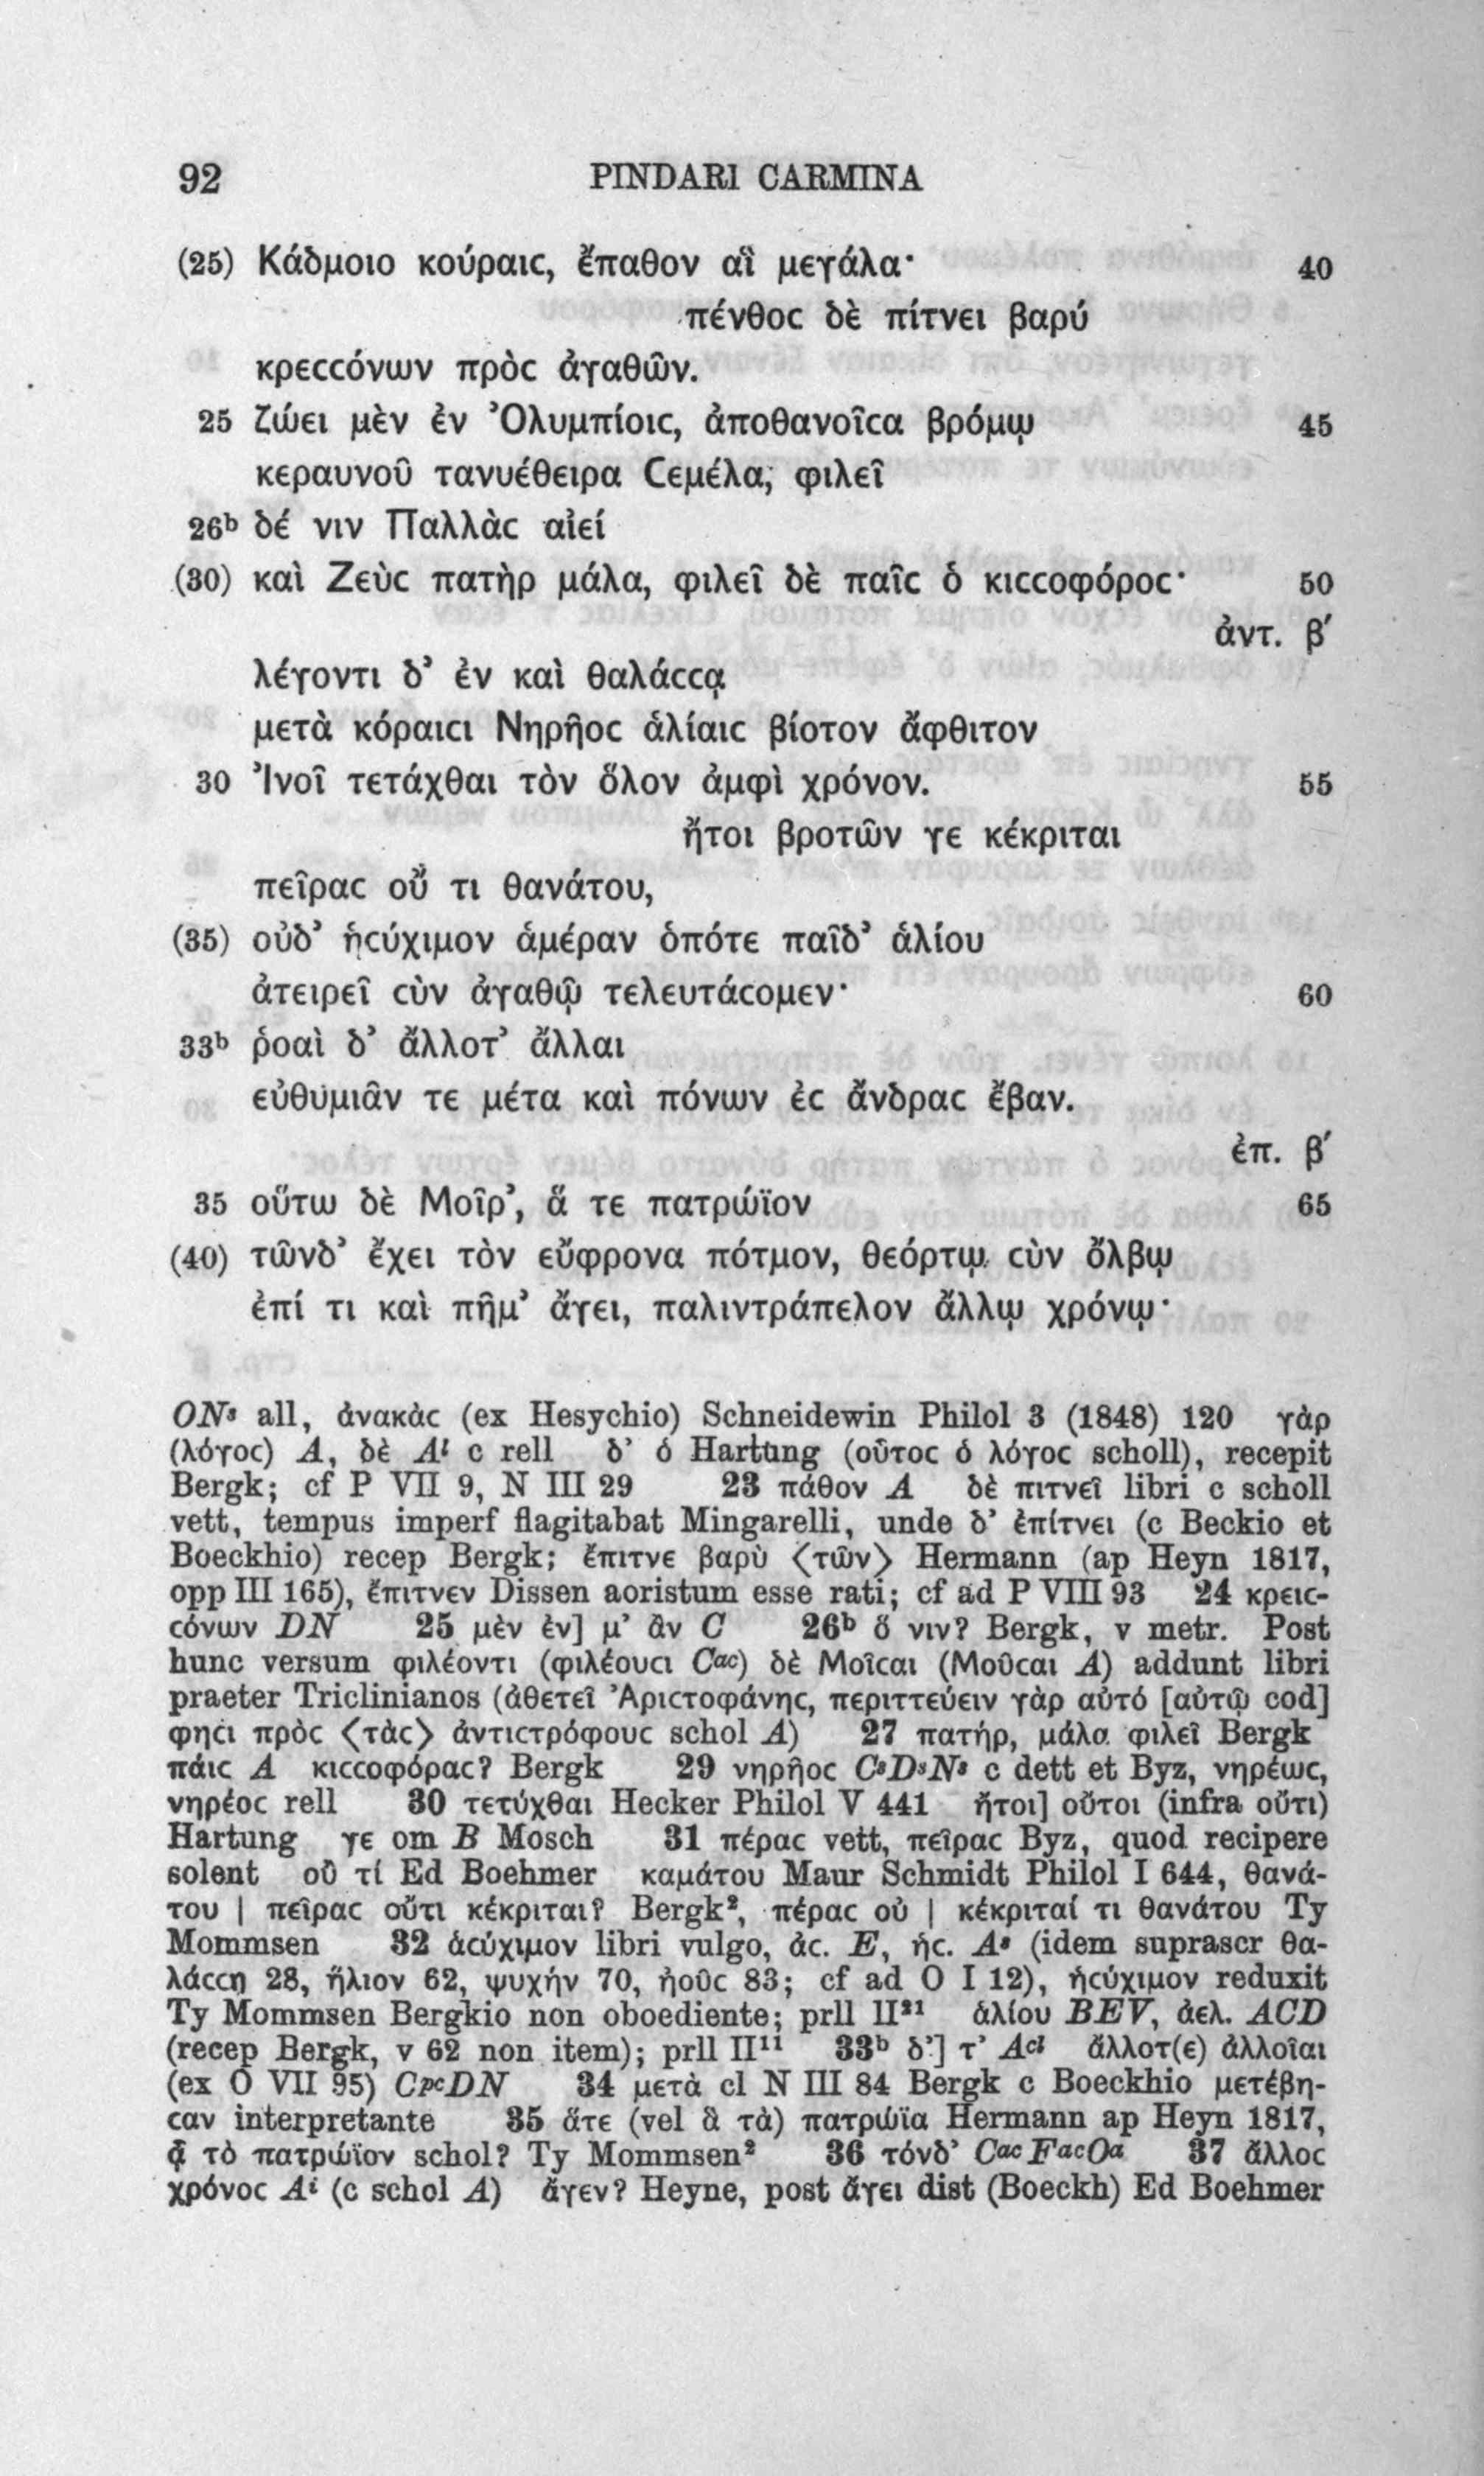 92 PINDARI CARMINA
(25) Κάδμοιο κούραιϲ, ἔπαθον αἳ μεγάλα· 40
πένθοϲ δὲ πίτνει βαρύ
κρεϲϲόνων πρὸϲ ἀγαθῶν.
25 ζώει μὲν ἐν Ὀλυμπίοιϲ, ἀποθανοῖϲα βρόμῳ 45
κεραυνοῦ τανυέθειρα Ϲεμέλα, φιλεῖ
26ᵇ δέ νιν Παλλὰϲ αἰεί
(30) καὶ Ζεὺϲ πατὴρ μάλα, φιλεῖ δὲ παῖϲ ὁ κιϲϲοφόροϲ· 50
ἀντ. β′
λέγοντι δ’ ἐν καὶ θαλάϲϲᾳ
μετὰ κόραιϲι Νηρῆοϲ ἁλίαιϲ βίοτον ἄφθιτον
30 Ἰνοῖ τετάχθαι τὸν ὅλον ἀμφὶ χρόνον. 55
ἤτοι βροτῶν γε κέκριται
πεῖραϲ οὔ τι θανάτου,
(35) οὐδ’ ἡϲύχιμον ἁμέραν ὁπότε παῖδ’ ἁλίου
ἀτειρεῖ ϲὺν ἀγαθῷ τελευτάϲομεν· 60
33ᵇ ῥοαὶ δ’ ἄλλοτ’ ἄλλαι
εὐθυμιᾶν τε μέτα καὶ πόνων ἐϲ ἄνδραϲ ἔβαν.
ἐπ. β′
35 οὕτω δὲ Μοῖρ’, ἅ τε πατρώϊον 65
(40) τῶνδ’ ἔχει τὸν εὔφρονα πότμον, θεόρτῳ ϲὺν ὄλβῳ
ἐπί τι καὶ πῆμ’ ἄγει, παλιντράπελον ἄλλῳ χρόνῳ·
ONˢ all, ἀνακὰϲ (ex Hesychio) Schneidewin Philol 3 (1848) 120 γὰρ
(λόγοϲ) A, δὲ Aˡ c rell δ’ ὁ Hartung (οὗτοϲ ὁ λόγοϲ scholl), recepit
Bergk; cf P VII 9, N III 29 23 πάθον A δὲ πιτνεῖ libri c scholl
vett, tempus imperf flagitabat Mingarelli, unde δ’ ἐπίτνει (c Beckio et
Boeckhio) recep Bergk; ἔπιτνε βαρὺ ⟨τῶν⟩ Hermann (ap Heyn 1817,
opp III 165), ἔπιτνεν Dissen aoristum esse rati; cf ad P VIII 93 24 κρειϲ-
ϲόνων DN 25 μὲν ἐν] μ’ ἂν C 26ᵇ ὅ νιν? Bergk, v metr. Post
hunc versum φιλέοντι (φιλέουϲι Cᵃᶜ) δὲ Μοῖϲαι (Μοῦϲαι A) addunt libri
praeter Triclinianos (ἀθετεῖ Ἀριϲτοφάνηϲ, περιττεύειν γὰρ αὐτό [αὐτῷ cod]
φηϲι πρὸϲ ⟨τὰϲ⟩ ἀντιϲτρόφουϲ schol A) 27 πατήρ, μάλα φιλεῖ Bergk
πάιϲ A κιϲϲοφόραϲ? Bergk 29 νηρῆοϲ CˢDˢNˢ c dett et Byz, νηρέωϲ,
νηρέοϲ rell 30 τετύχθαι Hecker Philol V 441 ἤτοι] οὔτοι (infra οὔτι)
Hartung γε om B Mosch 31 πέραϲ vett, πεῖραϲ Byz, quod recipere
solent οὗ τί Ed Boehmer καμάτου Maur Schmidt Philol I 644, θανά-
του | πεῖραϲ οὔτι κέκριται? Bergk², πέραϲ οὐ | κέκριταί τι θανάτου Ty
Mommsen 32 ἁϲύχιμον libri vulgo, ἀϲ. E, ἡϲ. Aˢ (idem suprascr θα-
λάϲϲῃ 28, ἥλιον 62, ψυχήν 70, ἠοῦϲ 83; cf ad O I 12), ἡϲύχιμον reduxit
Ty Mommsen Bergkio non oboediente; prll II²¹ ἁλίου BEV, ἀελ. ACD
(recep Bergk, v 62 non item); prll II¹¹ 33ᵇ δ’] τ’ Aᶜˡ ἄλλοτ(ε) ἀλλοῖαι
(ex O VII 95) CᵖᶜDN 34 μετὰ cl N III 84 Bergk c Boeckhio μετέβη-
ϲαν interpretante 35 ἅτε (vel ἃ τὰ) πατρώϊα Hermann ap Heyn 1817,
ᾇ τὸ πατρώϊον schol? Ty Mommsen² 36 τόνδ’ CᵃᶜFᵃᶜOᵃ 37 ἄλλοϲ
χρόνοϲ Aⁱ (c schol A) ἄγεν? Heyne, post ἄγει dist (Boeckh) Ed Boehmer